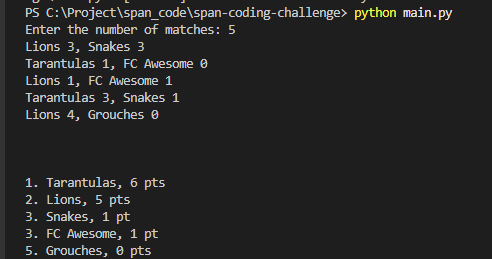 PS C:\Project\span_code\span-coding-challenge> python main.py
Enter the number of matches: 5
Lions 3, Snakes 3
Tarantulas 1, FC Awesome 0
Lions 1, FC Awesome 1
Tarantulas 3, Snakes 1
Lions 4, Grouches 0
1. Tarantulas, 6 pts
2. Lions, 5 pts
3. Snakes, 1 pt
3. FC Awesome, 1 pt
5. Grouches, 0 pts